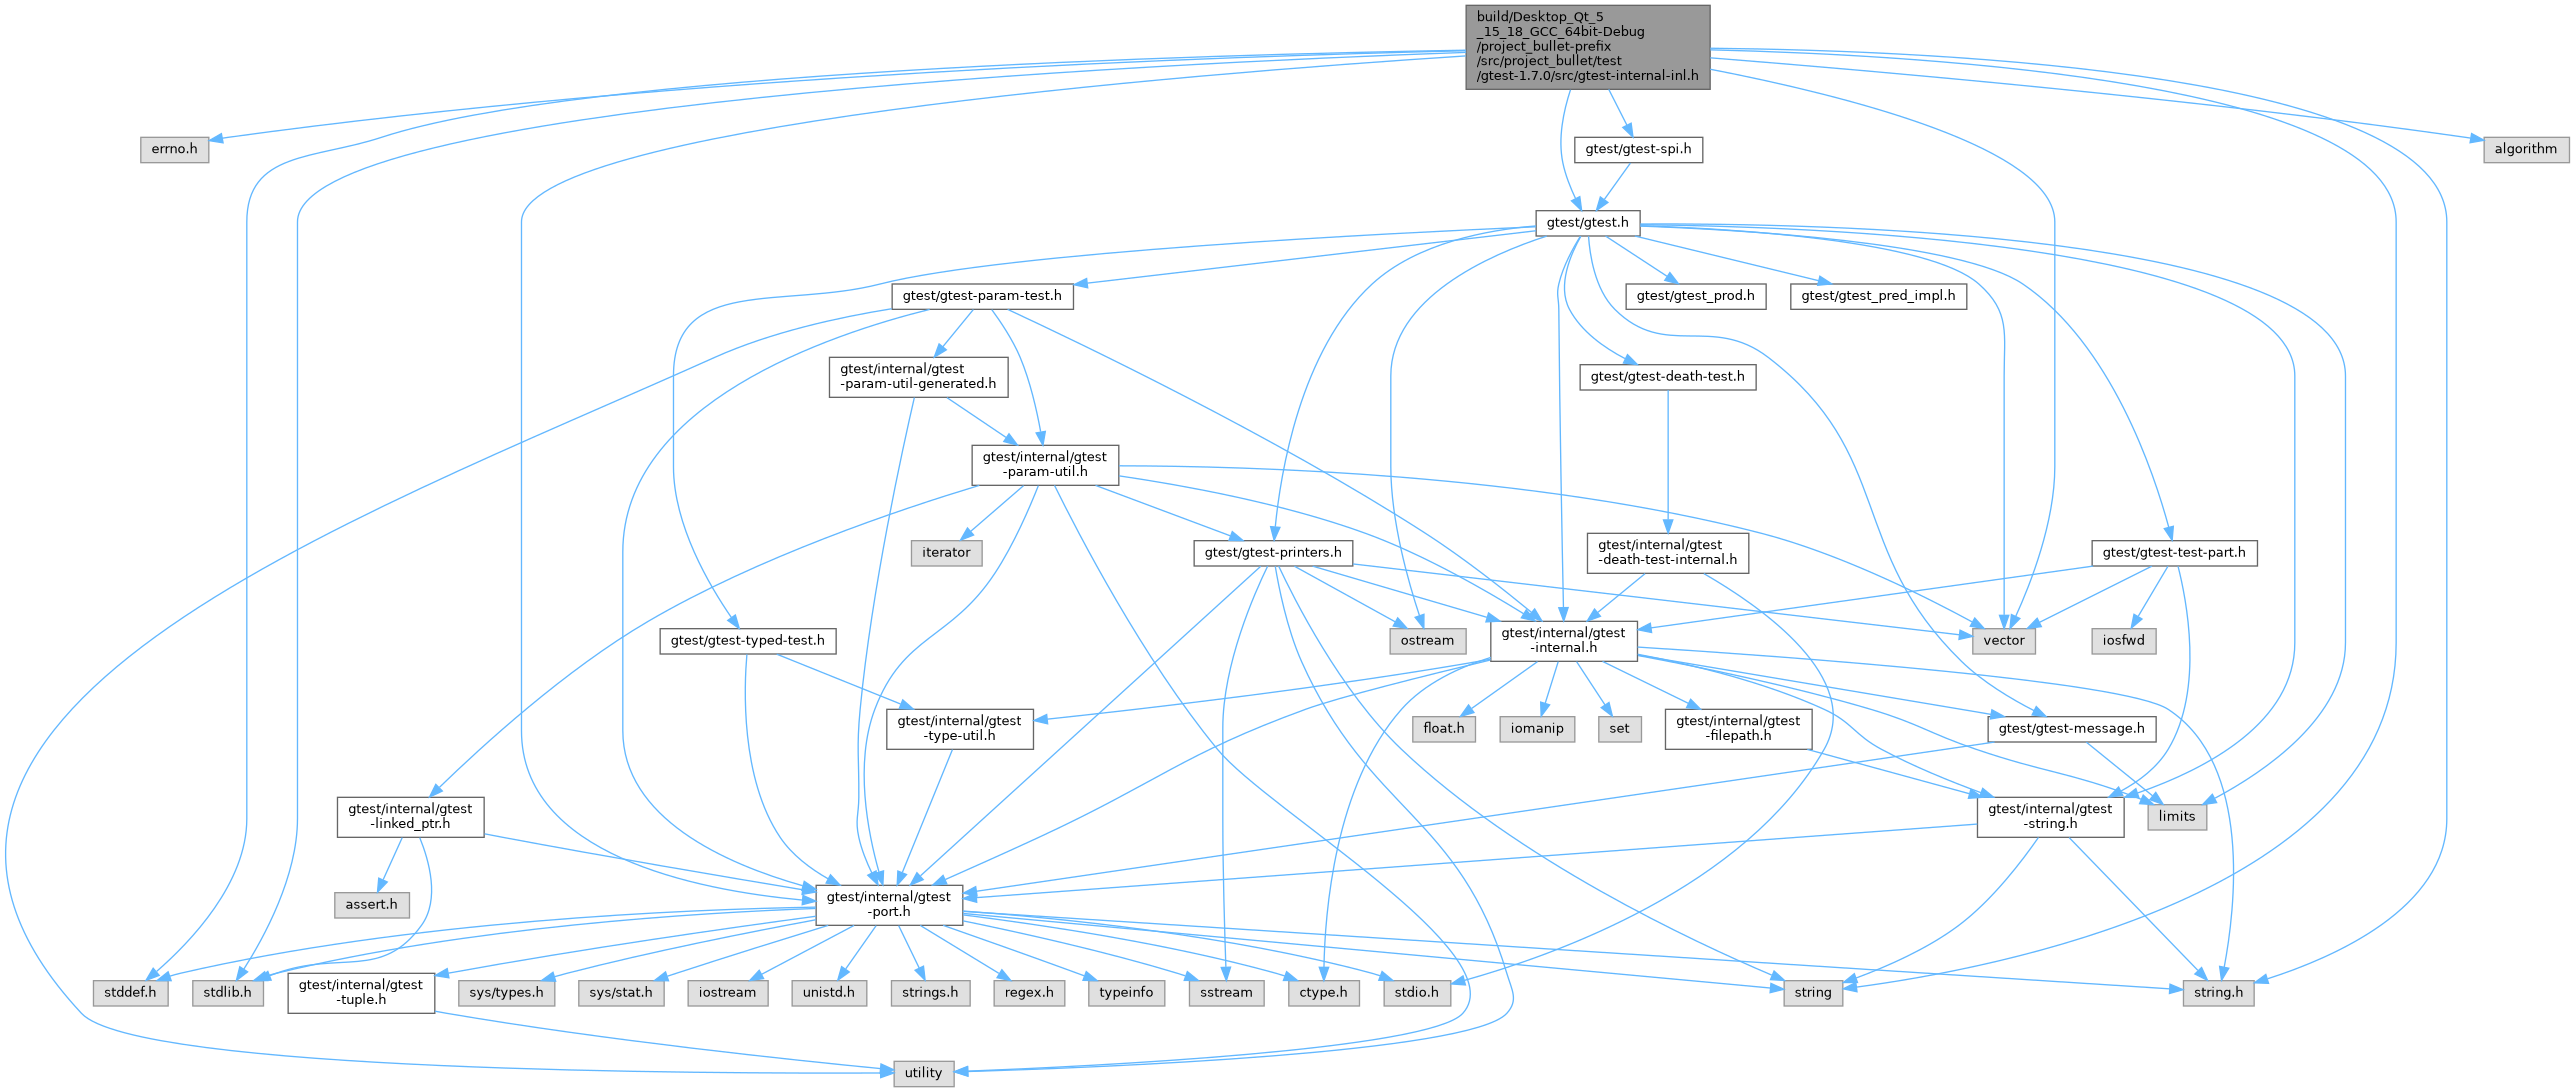 build/Desktop_Qt_5
_15_18_GCC_64bit-Debug
/project_bullet-prefix
/src/project_bullet/test
/gtest-1.7.0/src/gtest-internal-inl.h
errno.h
gtest/gtest-spi.h
algorithm
gtest/gtest.h
gtest/gtest-param-test.h
gtest/gtest_prod.h
gtest/gtest_pred_impl.h
gtest/internal/gtest
-param-util-generated.h
gtest/gtest-death-test.h
gtest/internal/gtest
-param-util.h
iterator
gtest/gtest-printers.h
gtest/internal/gtest
-death-test-internal.h
gtest/gtest-test-part.h
gtest/gtest-typed-test.h
ostream
gtest/internal/gtest
-internal.h
vector
iosfwd
gtest/internal/gtest
-type-util.h
float.h
iomanip
set
gtest/internal/gtest
-filepath.h
gtest/gtest-message.h
gtest/internal/gtest
-linked_ptr.h
gtest/internal/gtest
-string.h
limits
assert.h
gtest/internal/gtest
-port.h
stddef.h
stdlib.h
gtest/internal/gtest
-tuple.h
sys/types.h
sys/stat.h
iostream
unistd.h
strings.h
regex.h
typeinfo
sstream
ctype.h
stdio.h
string
string.h
utility